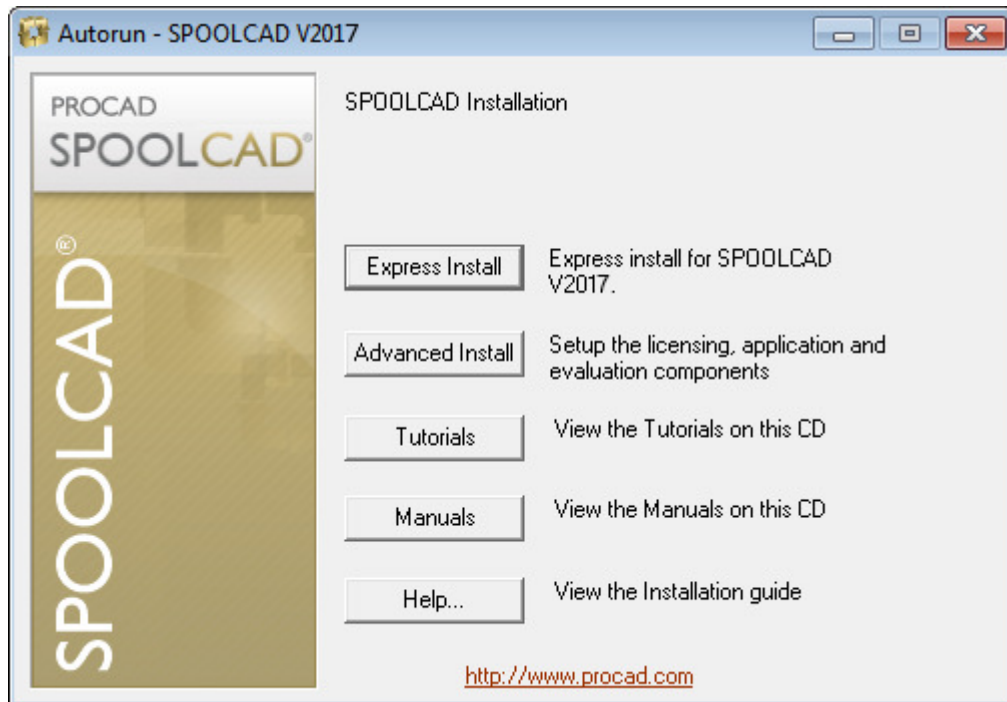 Autorun - SPOOLCAD V2017
PROCAD
SPOOLCAD®
SPOOLCAD®
SPOOLCAD Installation
Express Install
Express install for SPOOLCAD
V2017.
Advanced Install
Setup the licensing, application and
evaluation components
Tutorials
View the Tutorials on this CD
Manuals
View the Manuals on this CD
Help...
View the Installation guide
http://www.procad.com